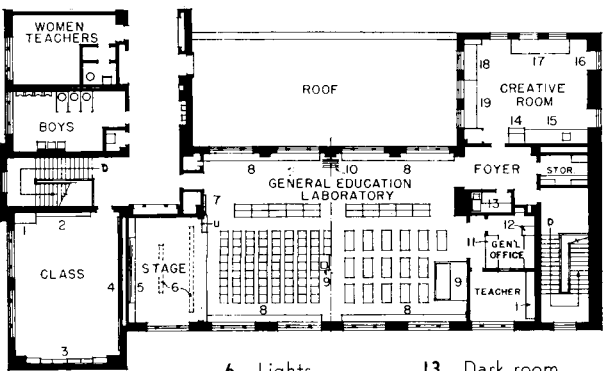 WOMEN
TEACHERS
BOYS
D
ROOF
18
17
16
CREATIVE
ROOM
19
14
15
8
10
8
GENERAL EDUCATION
LABORATORY
FOYER
STOR.
7
U
13
12
D
1
2
CLASS
4
5
STAGE
6
9
11
GEN'L
OFFICE
9
TEACHER
1
3
8
8
6 Lights
13 Dark room